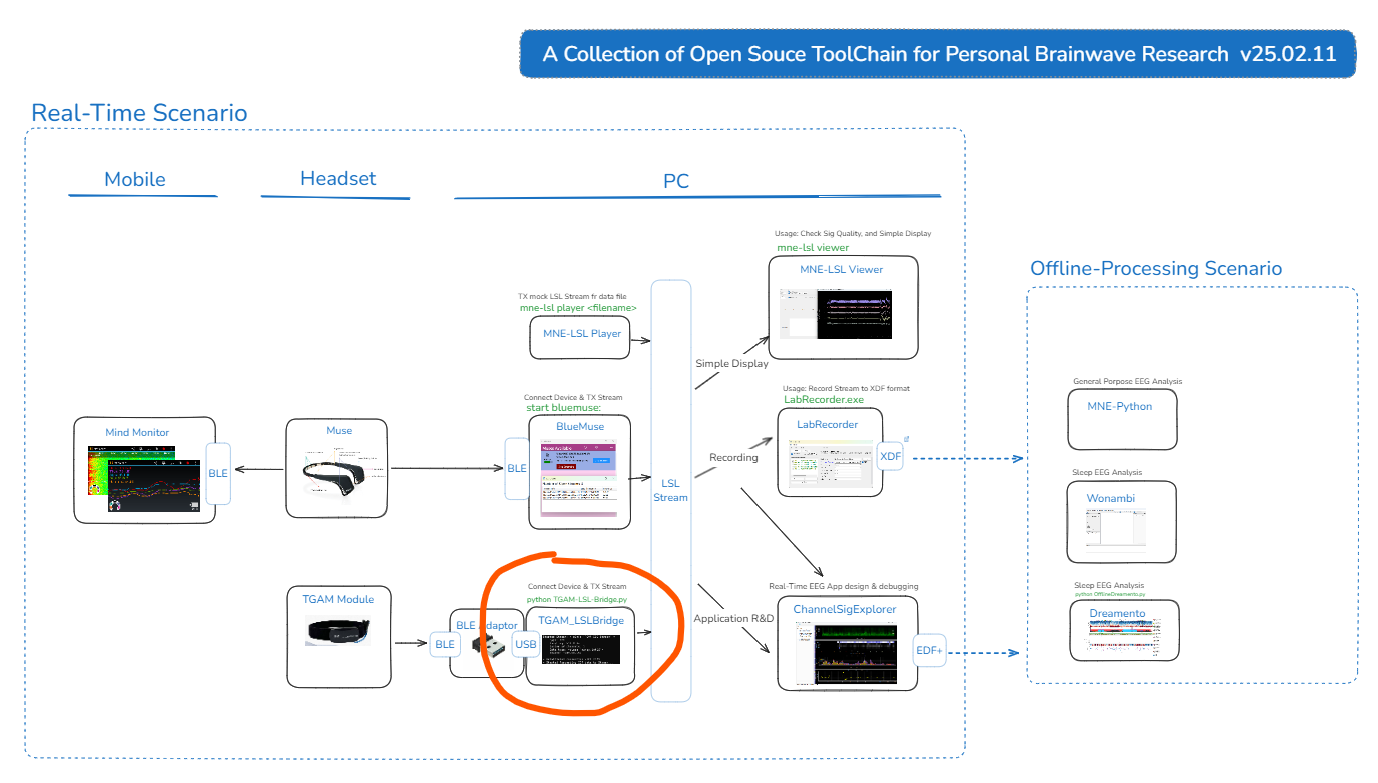 A Collection of Open Souce ToolChain for Personal Brainwave Research v25.02.11
Real-Time Scenario
Mobile
Headset
PC
Usage: Check Sig Quality, and Simple Display
mne-lsl viewer
MNE-LSL Viewer
Offline-Processing Scenario
TX mock LSL Stream fr data file
mne-lsl player <filename>
MNE-LSL Player
Simple Display
General Porpose EEG Analysis
MNE-Python
Usage: Record Stream to XDF format
LabRecorder.exe
LabRecorder
XDF
Connect Device & TX Stream
start bluemuse:
BlueMuse
BLE
Mind Monitor
BLE
Muse
Recording
LSL
Stream
Sleep EEG Analysis
Wonambi
Connect Device & TX Stream
python TGAM-LSL-Bridge.py
TGAM_LSLBridge
TGAM Module
BLE Adaptor
BLE
USB
Application R&D
Real-Time EEG App design & debugging
ChannelSigExplorer
EDF+
Sleep EEG Analysis
python OfflineDreamento.py
Dreamento